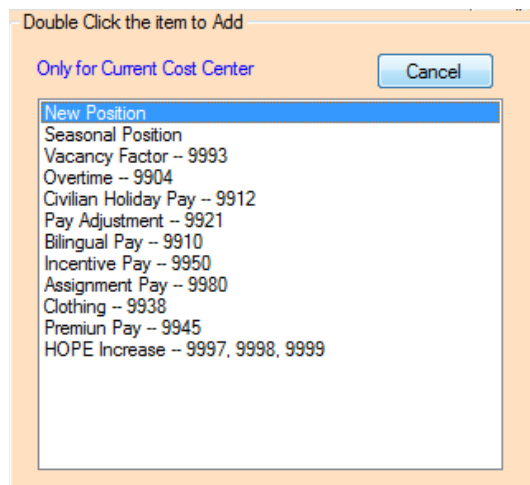 Double Click the item to Add
Only for Current Cost Center
Cancel
New Position
Seasonal Position
Vacancy Factor -- 9993
Overtime -- 9904
Civilian Holiday Pay -- 9912
Pay Adjustment -- 9921
Bilingual Pay -- 9910
Incentive Pay -- 9950
Assignment Pay -- 9980
Clothing -- 9938
Premiun Pay -- 9945
HOPE Increase -- 9997, 9998, 9999